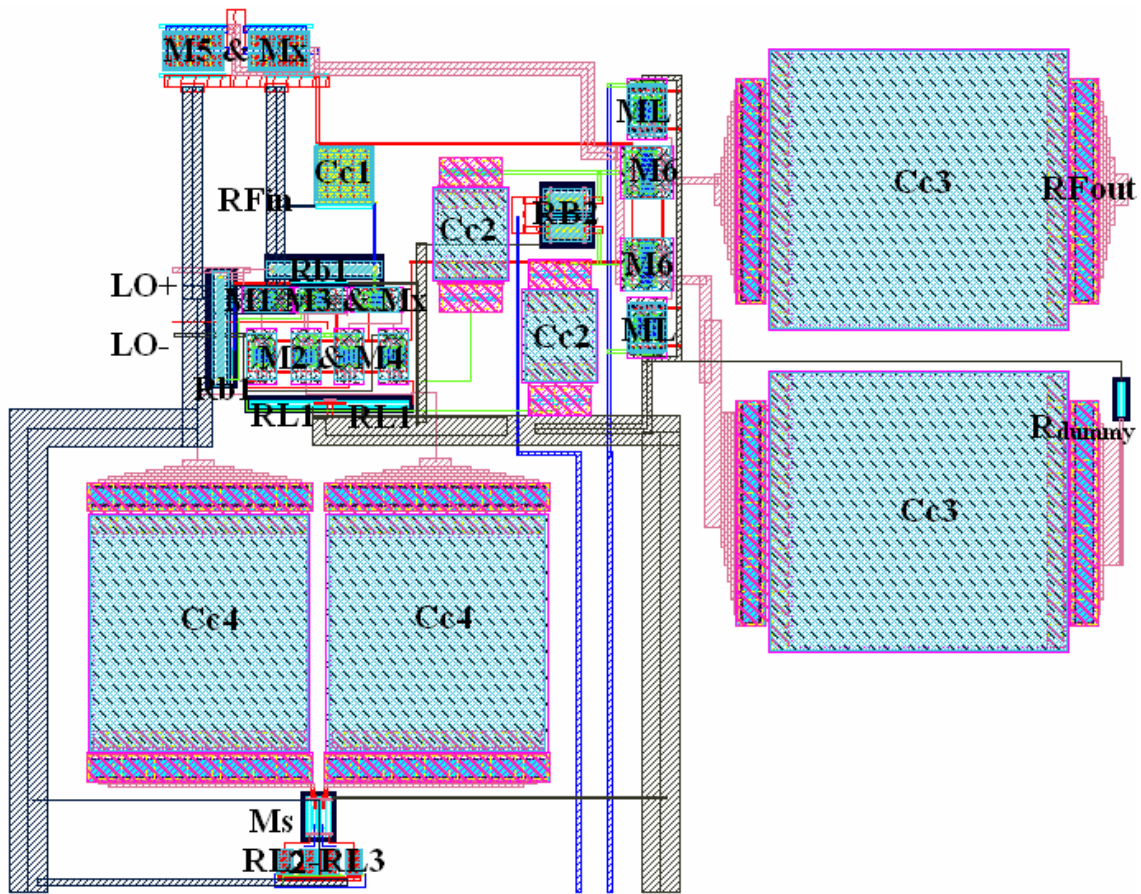 M5 & Mx
ML
Cc1
M6
Cc3
RFout
RFin
RB2
Cc2
M6
Rb1
LO+
M1 M3 & Mx
ML
Cc2
LO-
M2 & M4
Rb1
RL1 RL1
Rdummy
Cc3
Cc4
Cc4
Ms
RL2-RL3